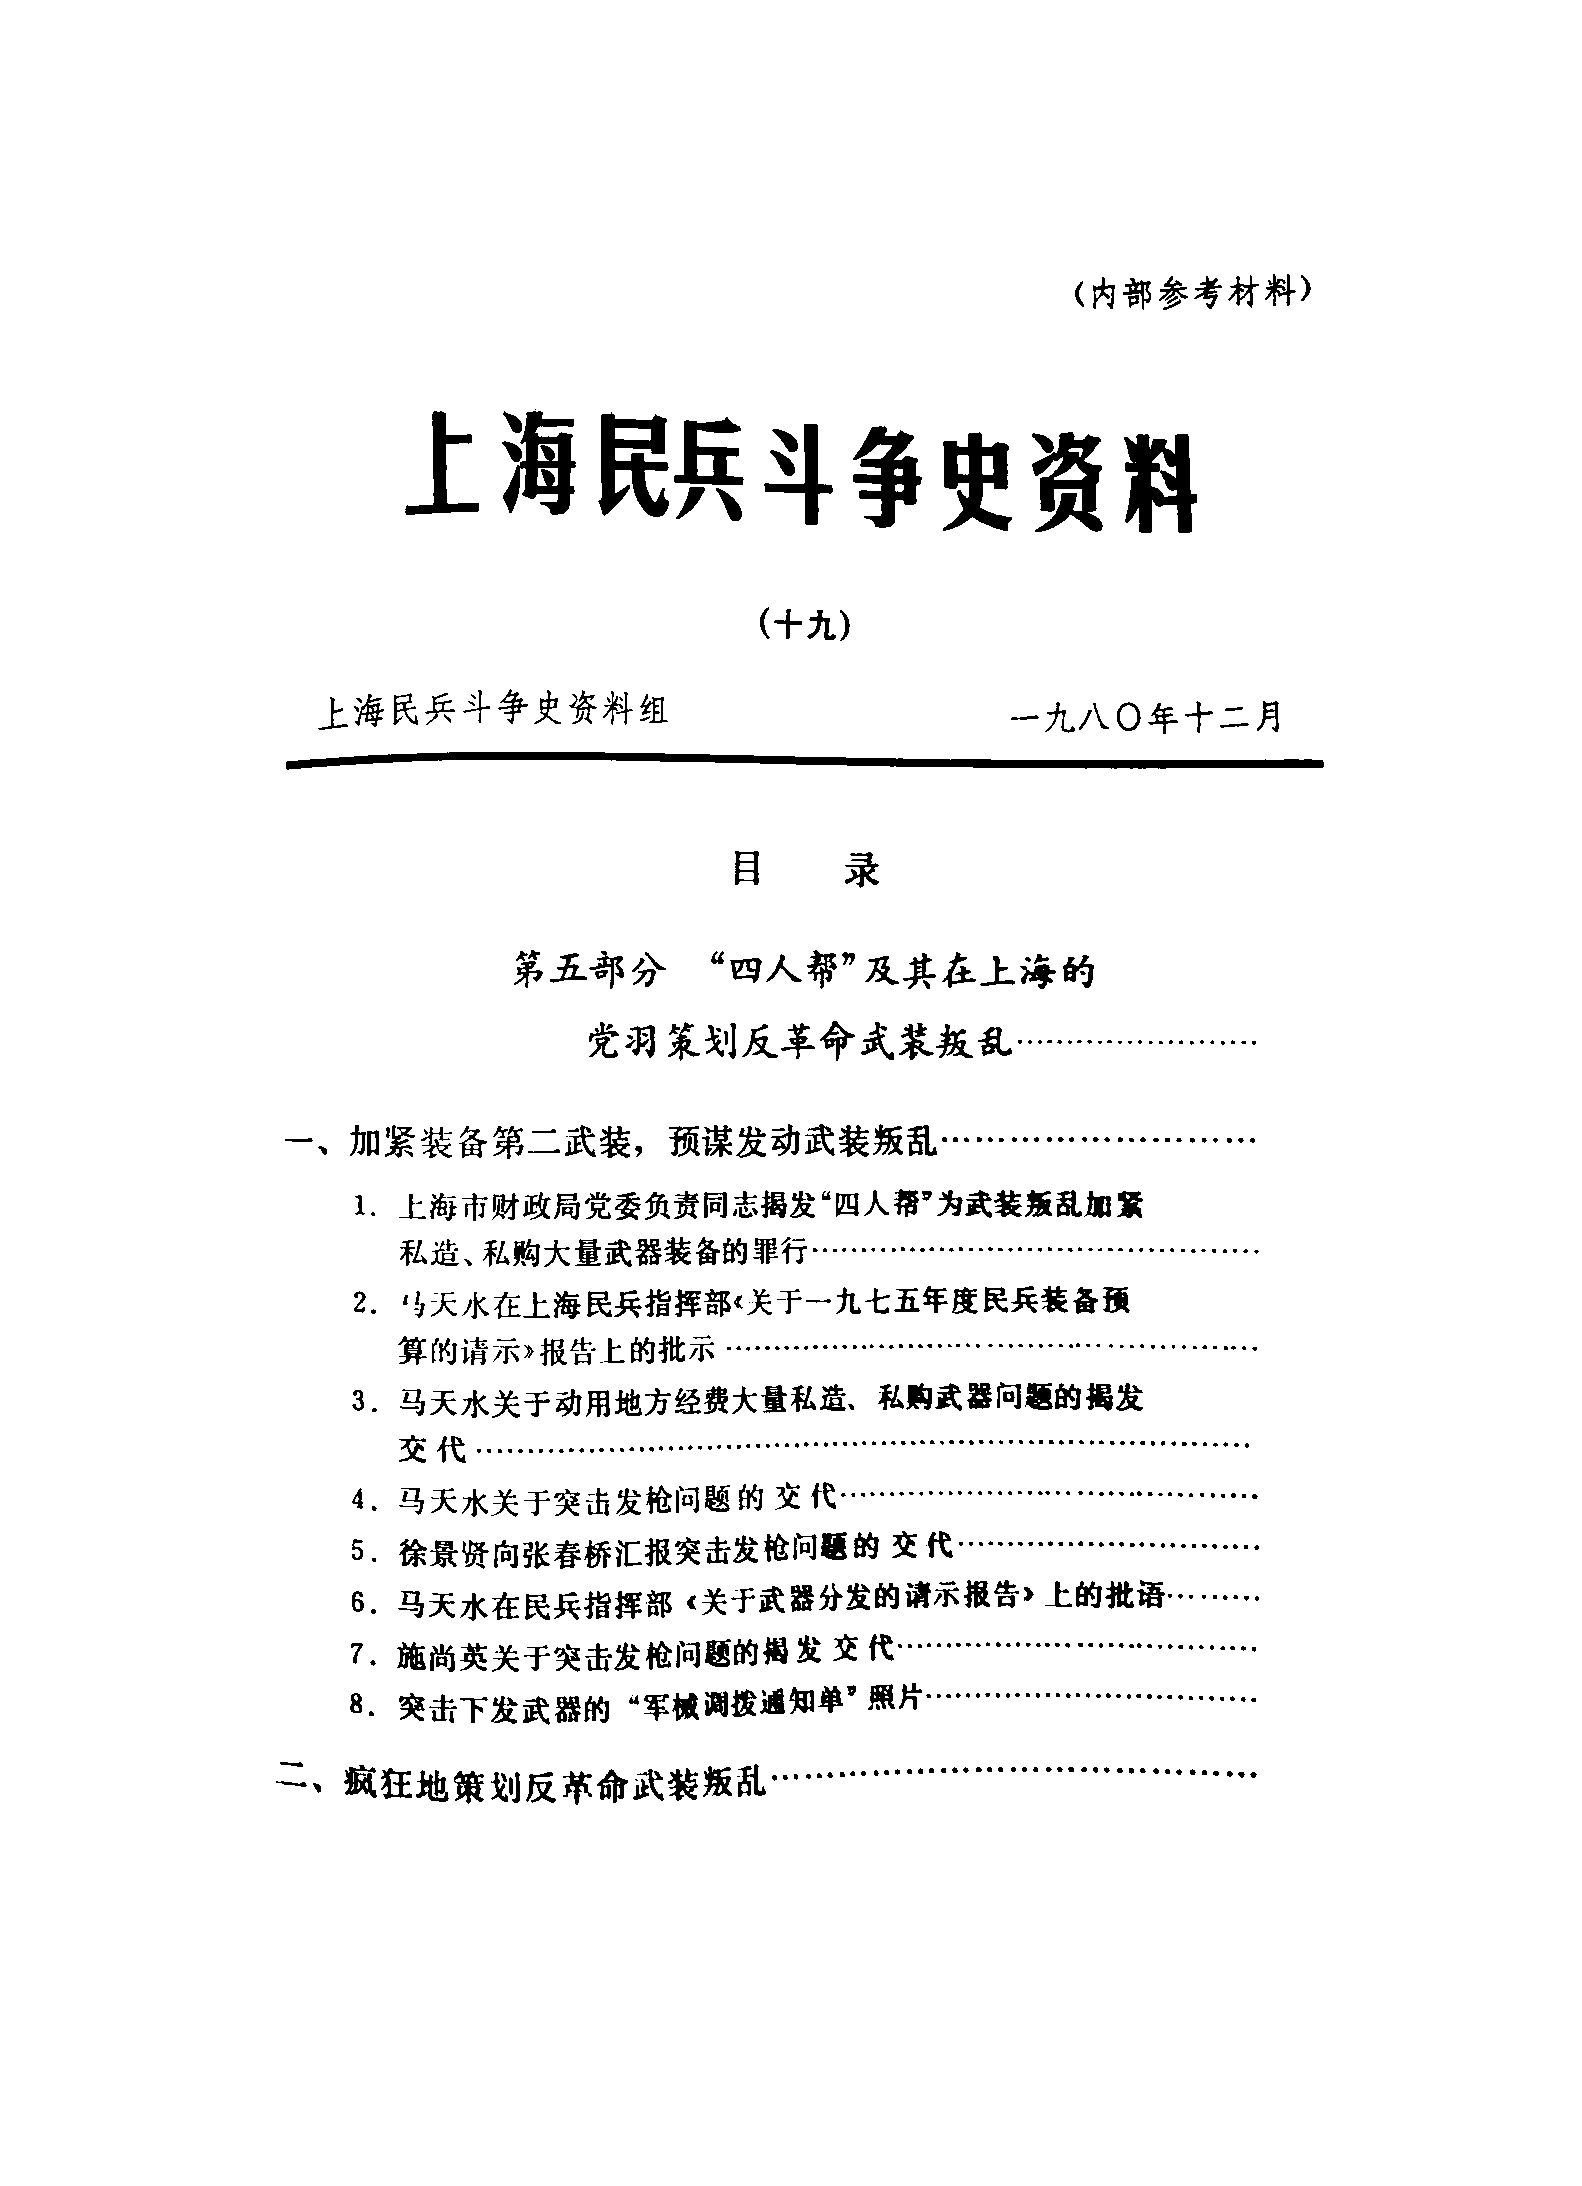 （内部参考材料）
上海民兵斗争史资料
（十九）
上海民兵斗争史资料组　　一九八〇年十二月
目　录
第五部分　“四人帮”及其在上海的
党羽策划反革命武装叛乱……………………
一、加紧装备第二武装，预谋发动武装叛乱…………………………
1．上海市财政局党委负责同志揭发“四人帮”为武装叛乱加紧
私造、私购大量武器装备的罪行………………………………………
2．马天水在上海民兵指挥部《关于一九七五年度民兵装备预
算的请示》报告上的批示………………………………………………
3．马天水关于动用地方经费大量私造、私购武器问题的揭发
交代……………………………………………………………………
4．马天水关于突击发枪问题的交代……………………………………
5．徐景贤向张春桥汇报突击发枪问题的交代…………………………
6．马天水在民兵指挥部《关于武器分发的请示报告》上的批语………
7．施尚英关于突击发枪问题的揭发交代………………………………
8．突击下发武器的“军械调拨通知单”照片……………………………
二、疯狂地策划反革命武装叛乱…………………………………………